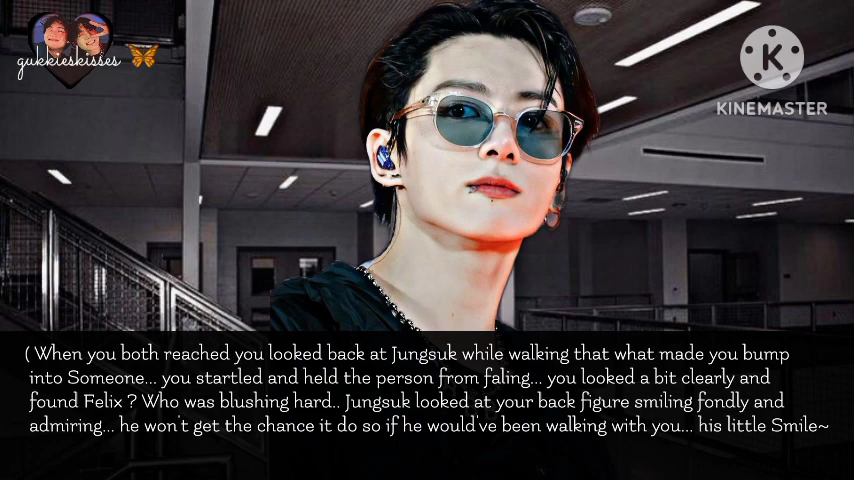 gukkieskisses
K
KINEMASTER
( When you both reached you looked back at Jungsuk while walking that what made you bump
into Someone... you startled and held the person from faling... you looked a bit clearly and
found Felix ? Who was blushing hard.. Jungsuk looked at your back figure smiling fondly and
admiring... he won't get the chance it do so if he would've been walking with you... his little Smile~